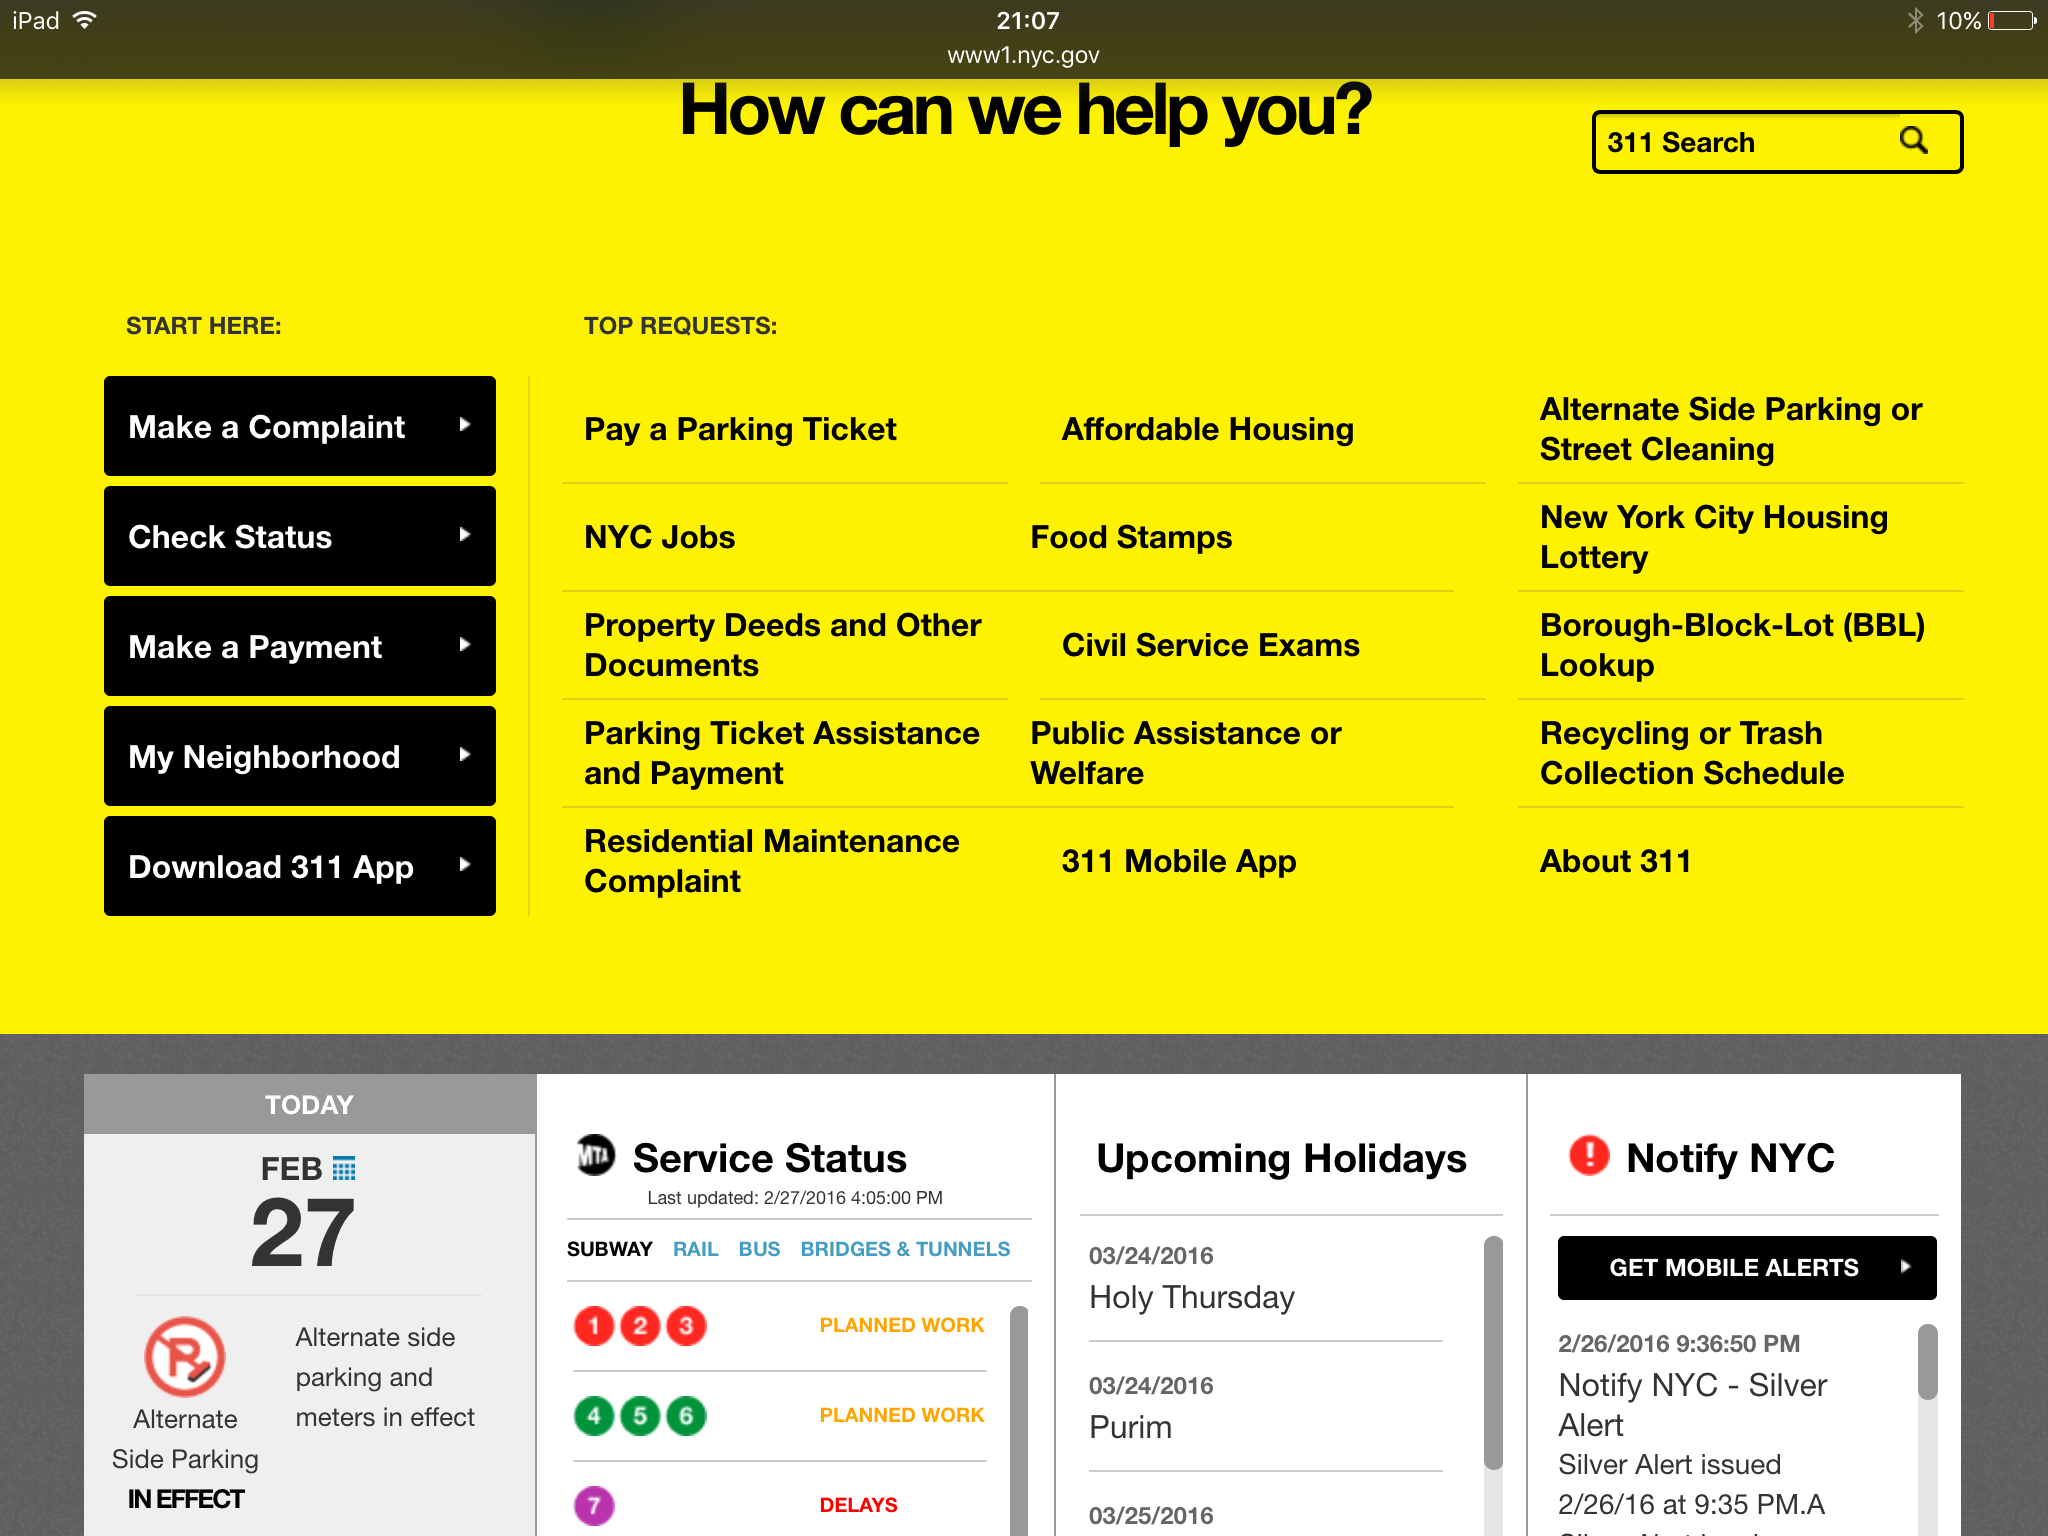 iPad
21:07
10%
www1.nyc.gov
How can we help you?
311 Search
START HERE:
Make a Complaint
Check Status
Make a Payment
My Neighborhood
Download 311 App
TOP REQUESTS:
Pay a Parking Ticket
Affordable Housing
Alternate Side Parking or
Street Cleaning
NYC Jobs
Food Stamps
New York City Housing
Lottery
Property Deeds and Other
Documents
Civil Service Exams
Borough-Block-Lot (BBL)
Lookup
Parking Ticket Assistance
and Payment
Public Assistance or
Welfare
Recycling or Trash
Collection Schedule
Residential Maintenance
Complaint
311 Mobile App
About 311
TODAY
FEB
27
Alternate
Side Parking
IN EFFECT
Alternate side
parking and
meters in effect
MTA
Service Status
Last updated: 2/27/2016 4:05:00 PM
SUBWAY RAIL BUS BRIDGES & TUNNELS
1 2 3 PLANNED WORK
4 5 6 PLANNED WORK
7 DELAYS
Upcoming Holidays
03/24/2016
Holy Thursday
03/24/2016
Purim
03/25/2016
Notify NYC
GET MOBILE ALERTS
2/26/2016 9:36:50 PM
Notify NYC - Silver
Alert
Silver Alert issued
2/26/16 at 9:35 PM.A